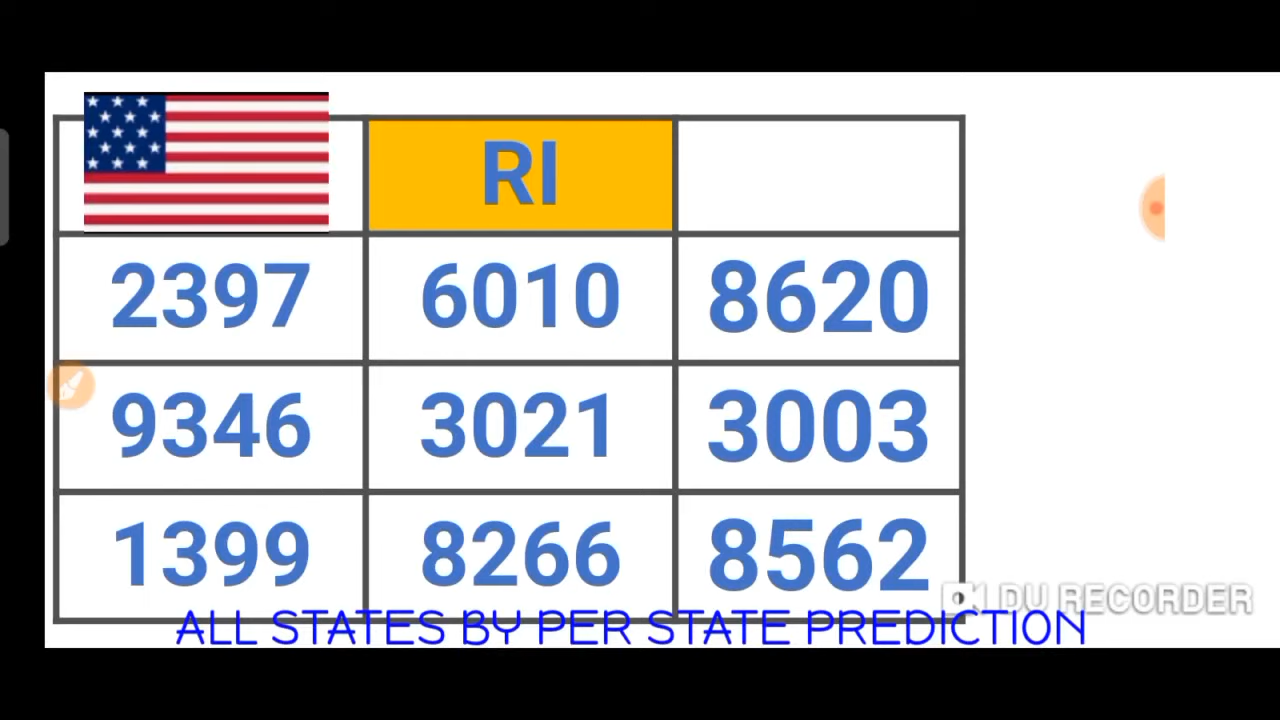 RI
2397 6010 8620
9346 3021 3003
1399 8266 8562
DU RECORDER
ALL STATES BY PER STATE PREDICTION